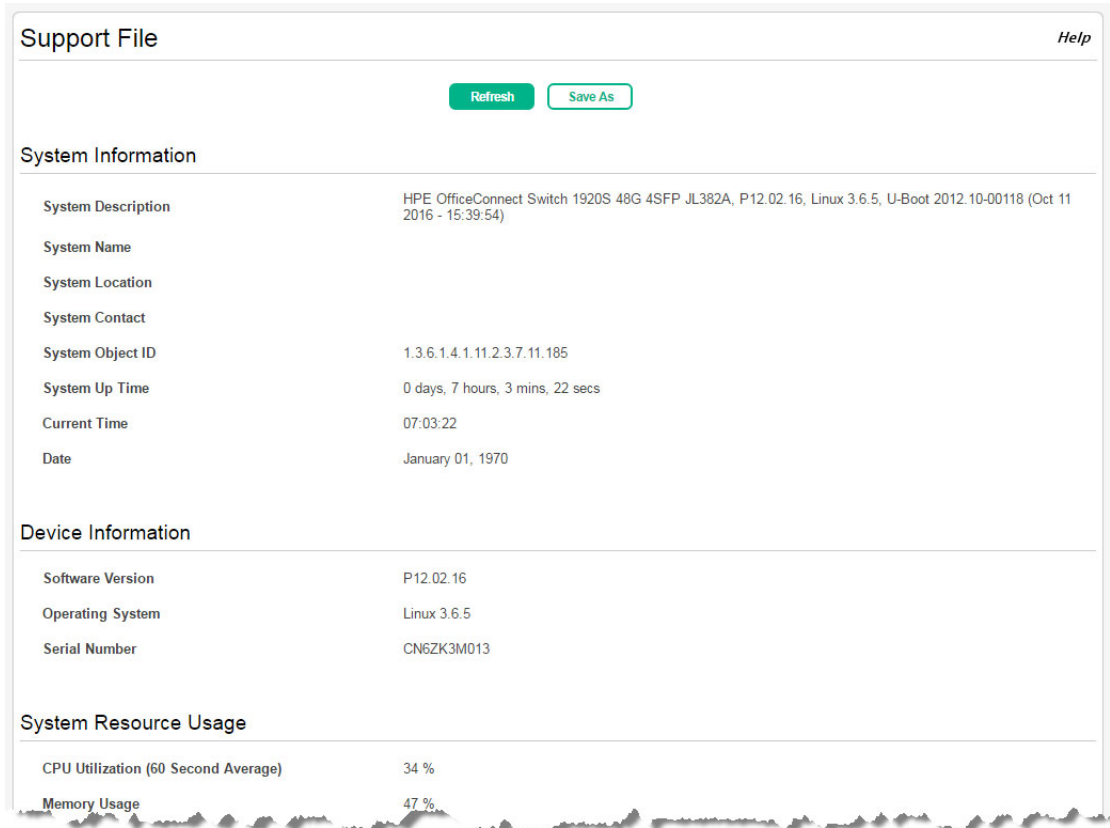 Support File
Help
Refresh
Save As
System Information
System Description
HPE OfficeConnect Switch 1920S 48G 4SFP JL382A, P12.02.16, Linux 3.6.5, U-Boot 2012.10-00118 (Oct 11
2016 - 15:39:54)
System Name
System Location
System Contact
System Object ID
1.3.6.1.4.1.11.2.3.7.11.185
System Up Time
0 days, 7 hours, 3 mins, 22 secs
Current Time
07:03:22
Date
January 01, 1970
Device Information
Software Version
P12.02.16
Operating System
Linux 3.6.5
Serial Number
CN6ZK3M013
System Resource Usage
CPU Utilization (60 Second Average)
34 %
Memory Usage
47 %